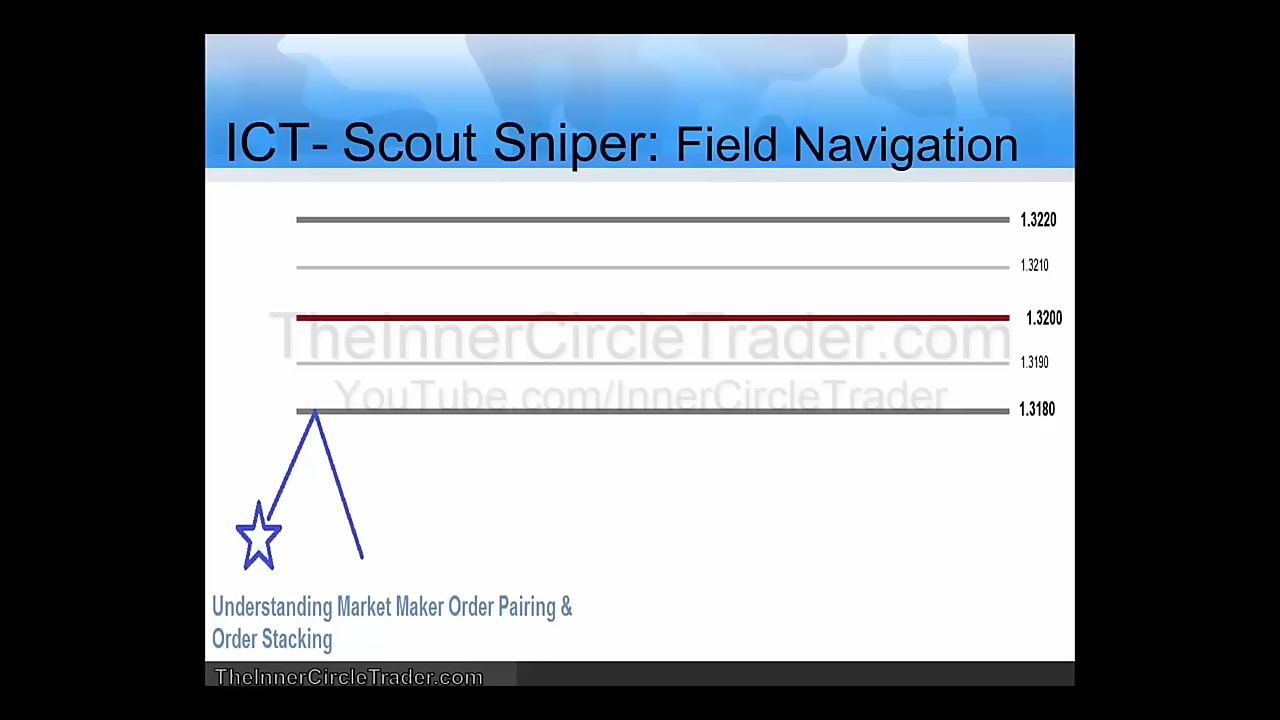 ICT- Scout Sniper: Field Navigation
1.3220
1.3210
1.3200
TheInnerCircleTrader.com
1.3190
YouTube.com/InnerCircleTrader
1.3180
Understanding Market Maker Order Pairing &
Order Stacking
TheInnerCircleTrader.com